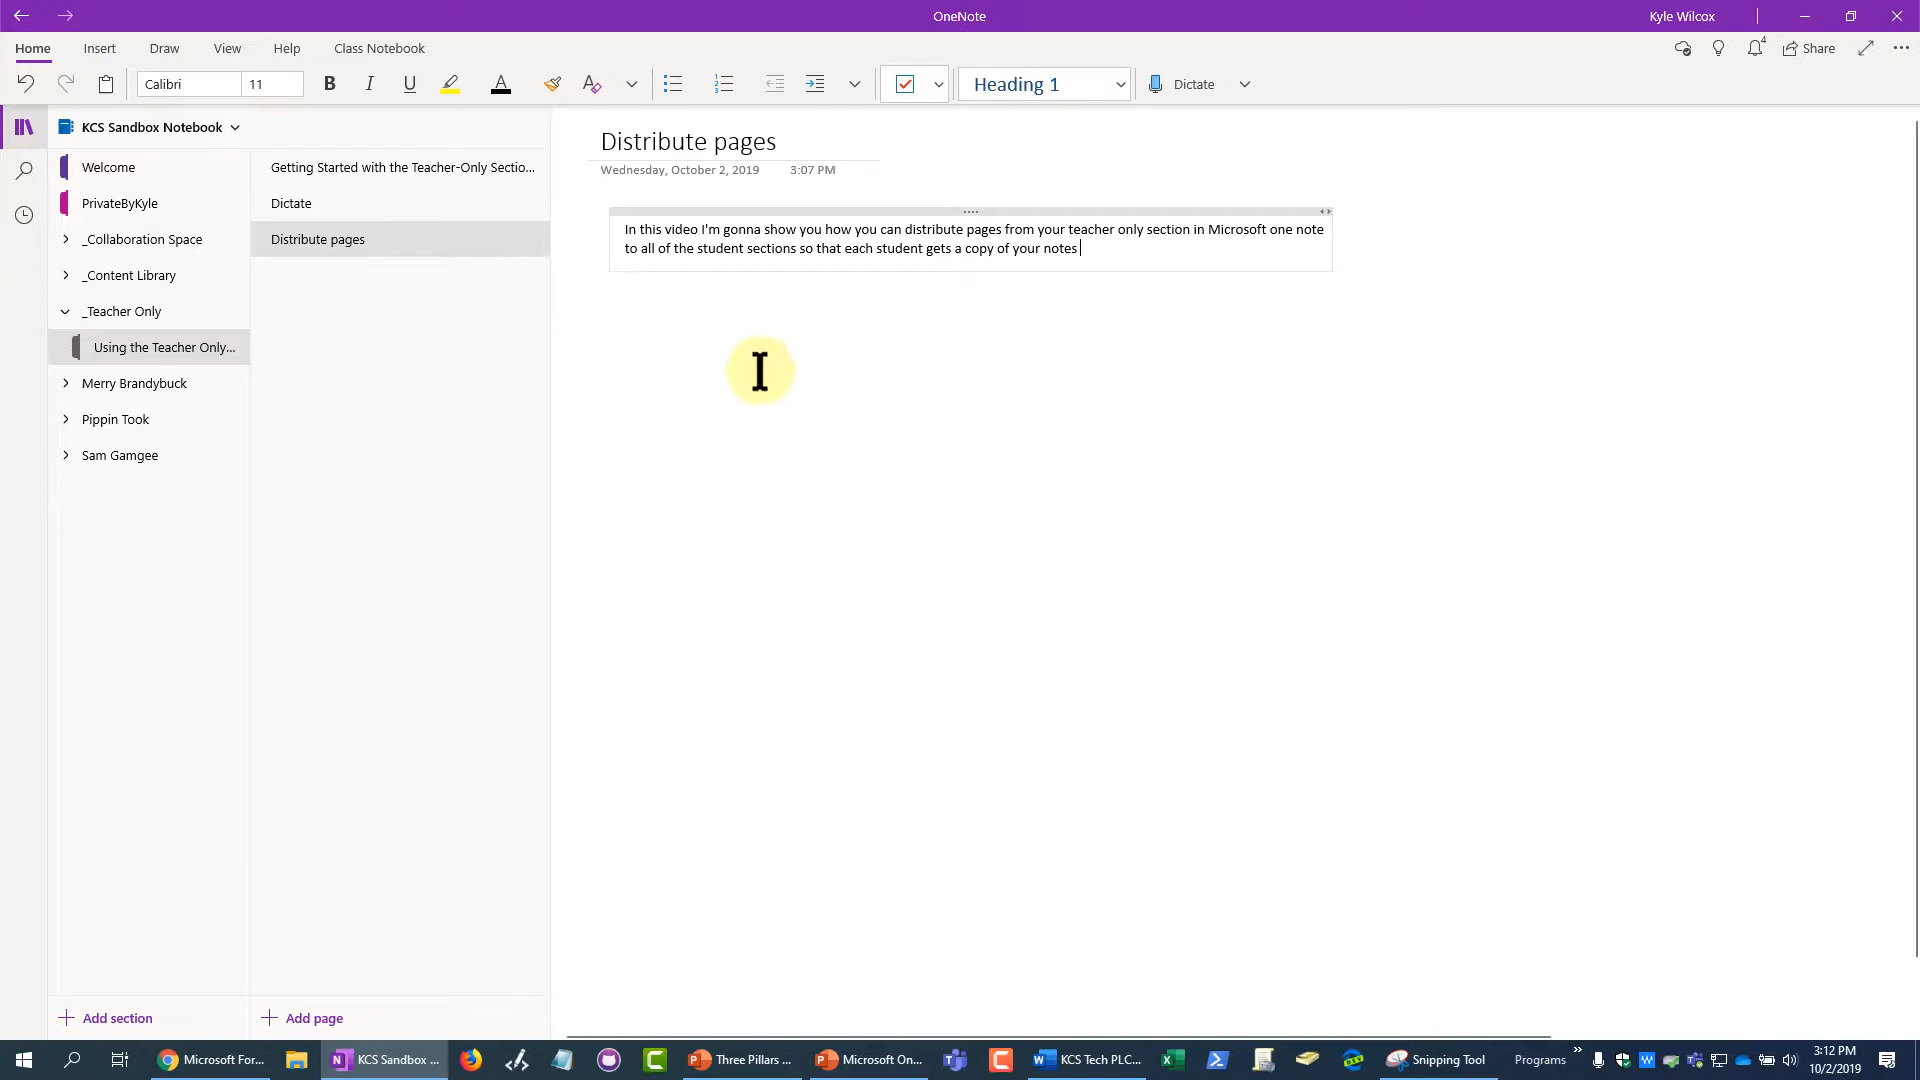 OneNote
Kyle Wilcox
Home
Insert
Draw
View
Help
Class Notebook
4
Share
Calibri
11
B
I
U
A
A
1
2
3
Heading 1
Dictate
KCS Sandbox Notebook
Welcome
PrivateByKyle
_Collaboration Space
_Content Library
_Teacher Only
Using the Teacher Only...
Merry Brandybuck
Pippin Took
Sam Gamgee
Add section
Getting Started with the Teacher-Only Sectio...
Dictate
Distribute pages
Add page
Distribute pages
Wednesday, October 2, 2019 3:07 PM
In this video I'm gonna show you how you can distribute pages from your teacher only section in Microsoft one note
to all of the student sections so that each student gets a copy of your notes
Microsoft For...
KCS Sandbox ...
Three Pillars ...
Microsoft On...
KCS Tech PLC...
Snipping Tool
Programs
3:12 PM
10/2/2019